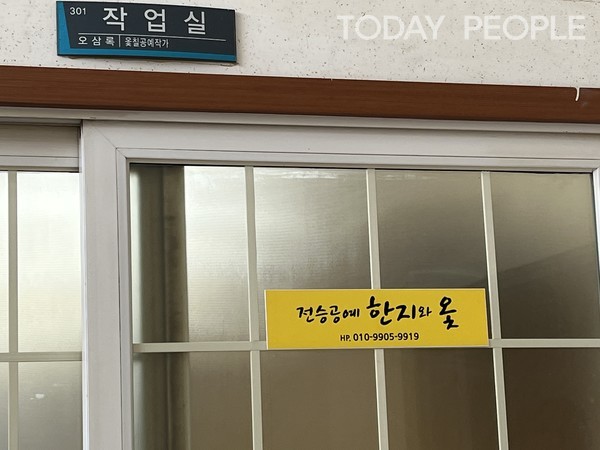 TODAY PEOPLE
301 작업실
오삼록 | 옻칠공예작가
전승공예 한지와 옻
HP. 010-9905-9919